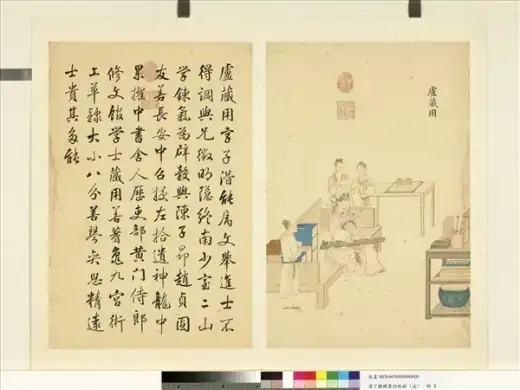 盧藏用
盧藏用字子潛能屬文舉進士不
得調與兄徵明隱終南少室二山
學鍊氣為辟穀與陳子昂趙貞固
友善長安中召授左拾遺神龍中
累擢中書舍人歷吏部黃門侍郎
修文館學士藏用善蓍龜九宮術
工草隸大小八分善琴奕思精遠
士貴其多能